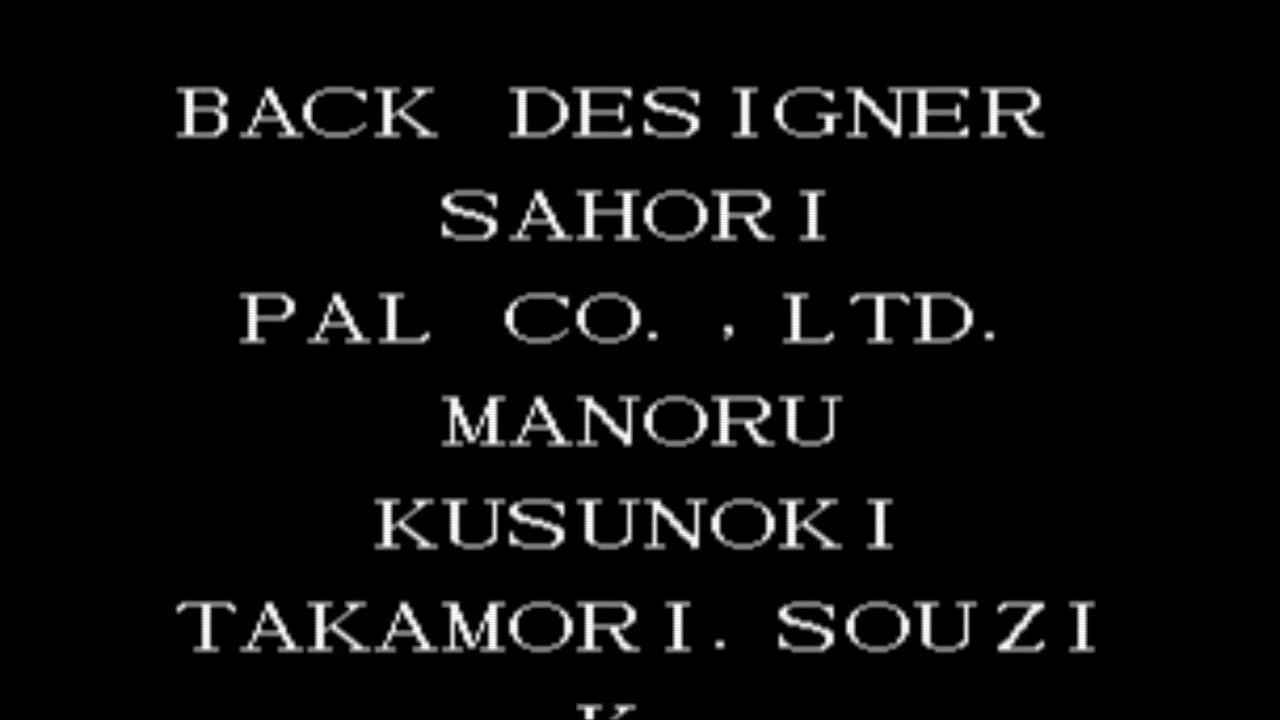 BACK DESIGNER
SAHORI
PAL CO. , LTD.
MANORU
KUSUNOKI
TAKAMORI. SOUZI